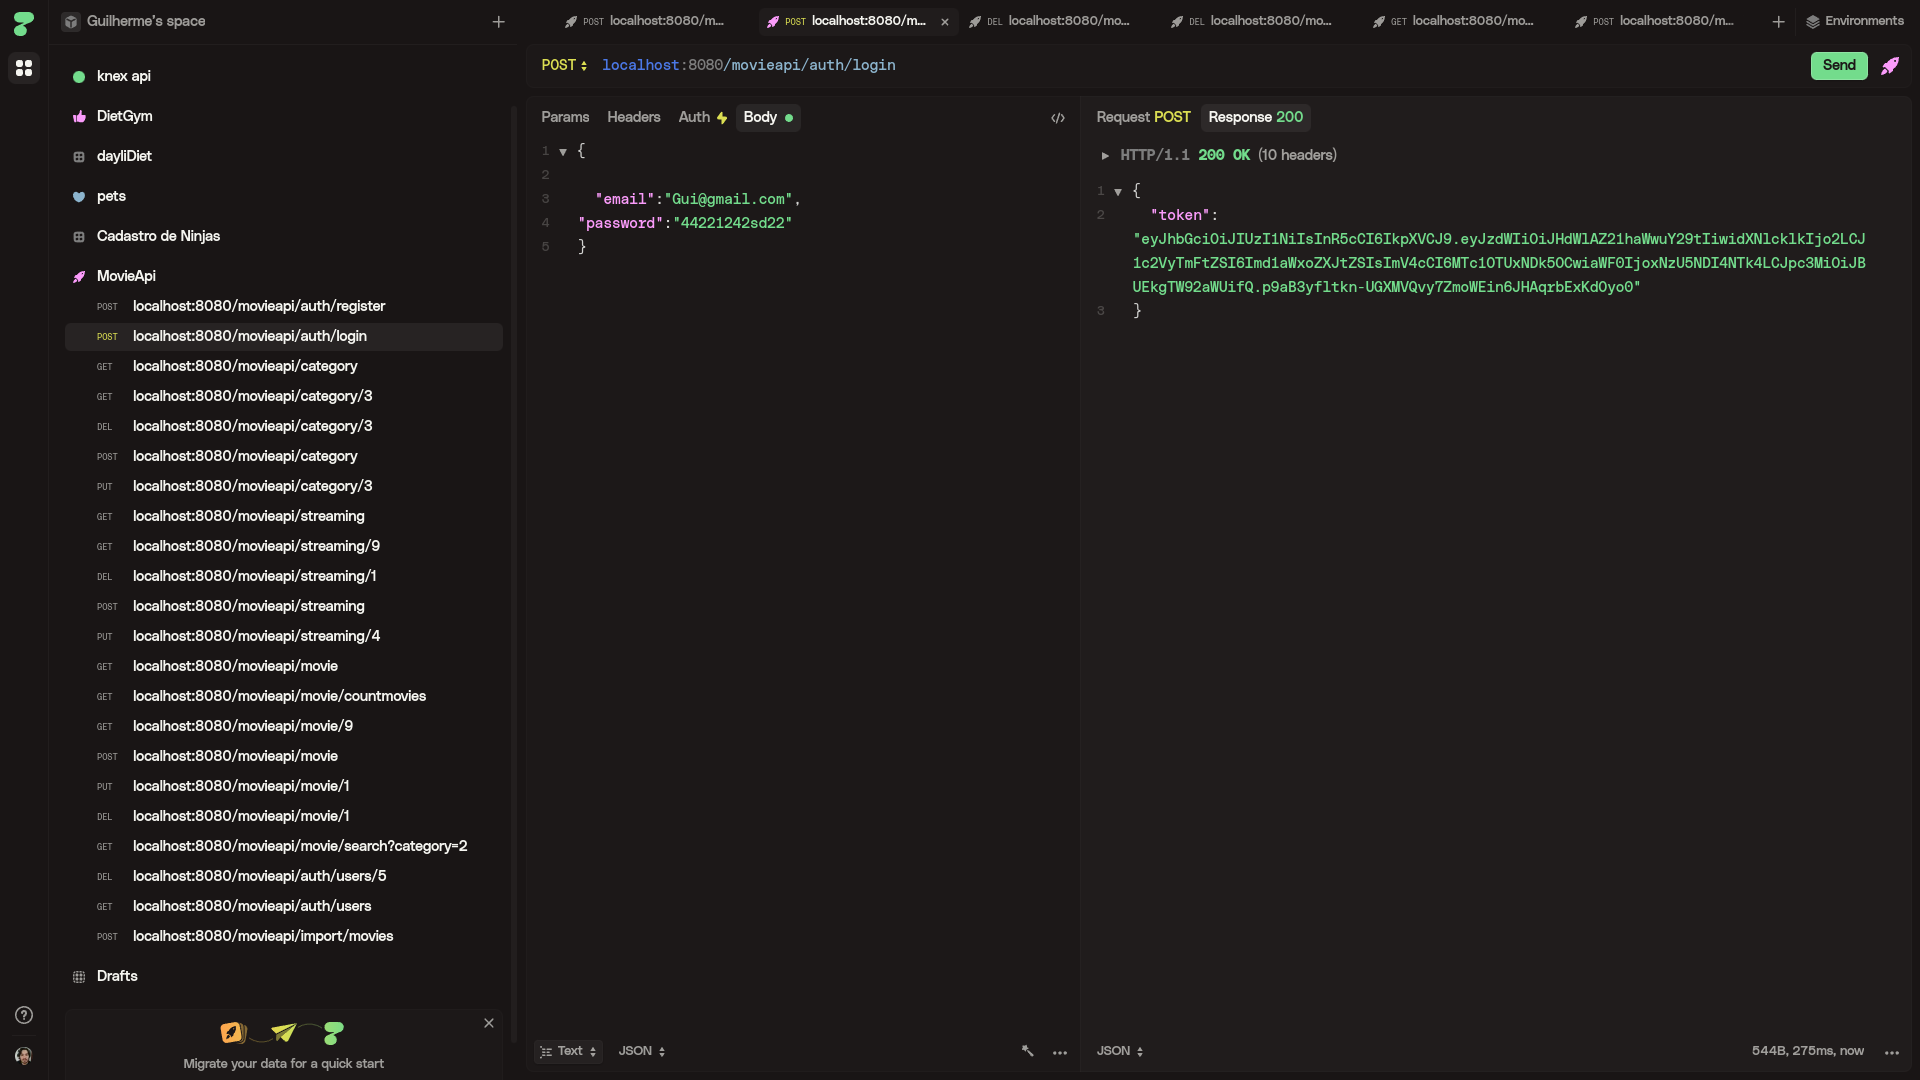 Guilherme's space
POST localhost:8080/m...
POST localhost:8080/m...
DEL localhost:8080/mo...
DEL localhost:8080/mo...
GET localhost:8080/mo...
POST localhost:8080/m...
Environments
knex api
DietGym
dayliDiet
pets
Cadastro de Ninjas
MovieApi
POST localhost:8080/movieapi/auth/register
POST localhost:8080/movieapi/auth/login
GET localhost:8080/movieapi/category
GET localhost:8080/movieapi/category/3
DEL localhost:8080/movieapi/category/3
POST localhost:8080/movieapi/category
PUT localhost:8080/movieapi/category/3
GET localhost:8080/movieapi/streaming
GET localhost:8080/movieapi/streaming/9
DEL localhost:8080/movieapi/streaming/1
POST localhost:8080/movieapi/streaming
PUT localhost:8080/movieapi/streaming/4
GET localhost:8080/movieapi/movie
GET localhost:8080/movieapi/movie/countmovies
GET localhost:8080/movieapi/movie/9
POST localhost:8080/movieapi/movie
PUT localhost:8080/movieapi/movie/1
DEL localhost:8080/movieapi/movie/1
GET localhost:8080/movieapi/movie/search?category=2
DEL localhost:8080/movieapi/auth/users/5
GET localhost:8080/movieapi/auth/users
POST localhost:8080/movieapi/import/movies
Drafts
Migrate your data for a quick start
POST localhost:8080/movieapi/auth/login
Send
Params Headers Auth Body
1 {
2
3 "email":"Gui@gmail.com",
4 "password":"44221242sd22"
5 }
Text JSON
Request POST Response 200
HTTP/1.1 200 OK (10 headers)
1 {
2 "token":
"eyJhbGciOiJIUzI1NiIsInR5cCI6IkpXVCJ9.eyJzdWIiOiJHdWlAZ21haWwuY29tIiwidXNlcklkIjo2LCJ
1c2VyTmFtZSI6Imd1aWxoZXJtZSIsImV4cCI6MTc1OTUxNDk5OCwiaWF0IjoxNzU5NDI4NTk4LCJpc3MiOiJB
UEkgTW92aWUifQ.p9aB3yfltkn-UGXMVQvy7ZmoWEin6JHAqrbExKdOyo0"
3 }
JSON
544B, 275ms, now